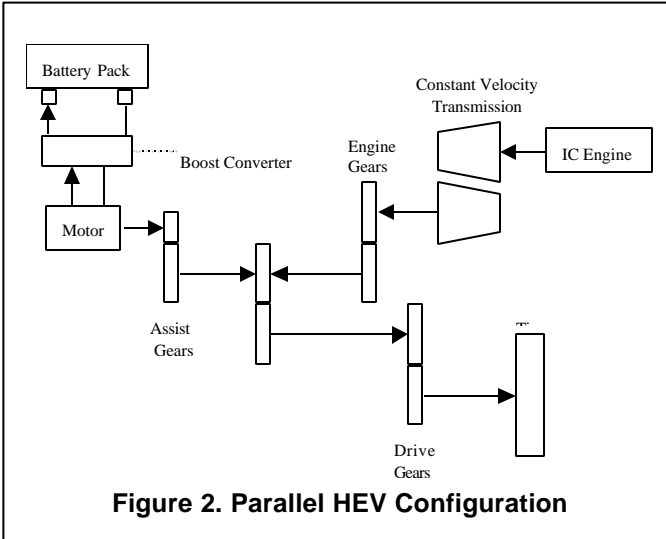 Battery Pack
Constant Velocity
Transmission
Boost Converter
Engine
Gears
IC Engine
Motor
Assist
Gears
Drive
Gears
Figure 2. Parallel HEV Configuration